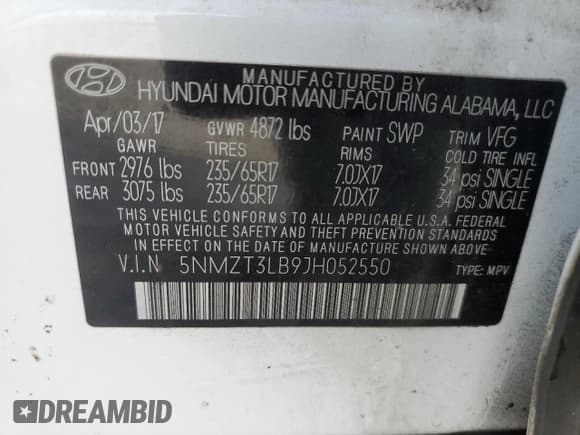 MANUFACTURED BY
HYUNDAI MOTOR MANUFACTURING ALABAMA, LLC
Apr/03/17 GVWR 4872 lbs PAINT SWP TRIM VFG
GAWR TIRES RIMS COLD TIRE INFL
FRONT 2976 lbs 235/65R17 7.0JX17 34 psi SINGLE
REAR 3075 lbs 235/65R17 7.0JX17 34 psi SINGLE
THIS VEHICLE CONFORMS TO ALL APPLICABLE U.S.A. FEDERAL
MOTOR VEHICLE SAFETY AND THEFT PREVENTION STANDARDS
IN EFFECT ON THE DATE OF MANUFACTURE SHOWN ABOVE.
V.I.N 5NMZT3LB9JH052550 TYPE: MPV
DREAMBID